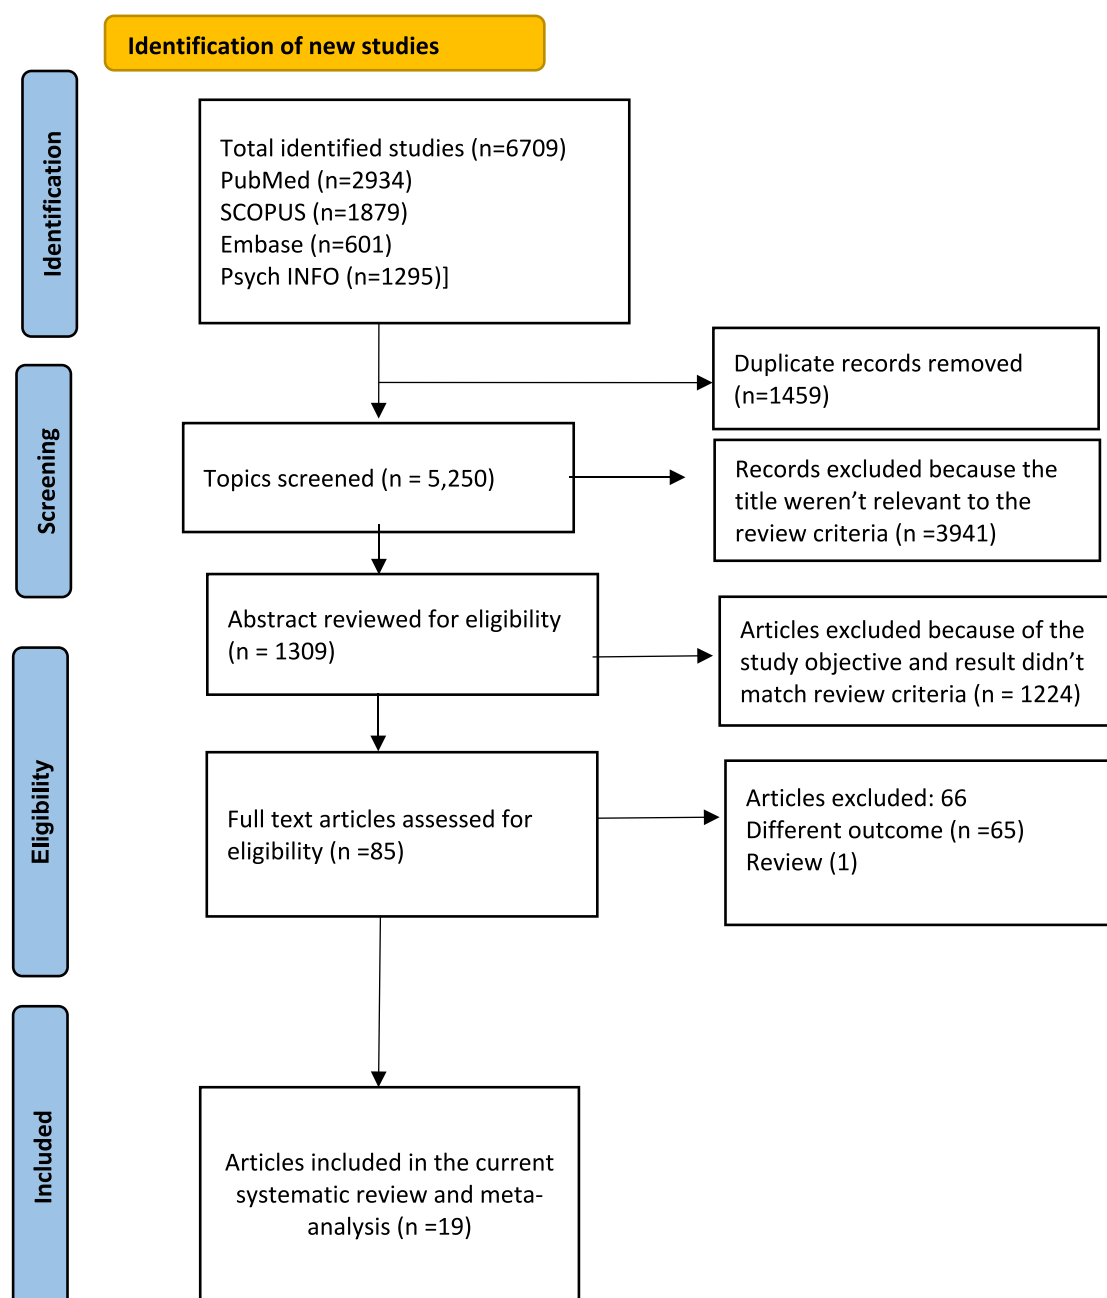 Identification of new studies
Identification
Total identified studies (n=6709)
PubMed (n=2934)
SCOPUS (n=1879)
Embase (n=601)
Psych INFO (n=1295)]
Duplicate records removed
(n=1459)
Screening
Topics screened (n = 5,250)
Records excluded because the
title weren’t relevant to the
review criteria (n =3941)
Abstract reviewed for eligibility
(n = 1309)
Articles excluded because of the
study objective and result didn’t
match review criteria (n = 1224)
Eligibility
Full text articles assessed for
eligibility (n =85)
Articles excluded: 66
Different outcome (n =65)
Review (1)
Included
Articles included in the current
systematic review and meta-
analysis (n =19)